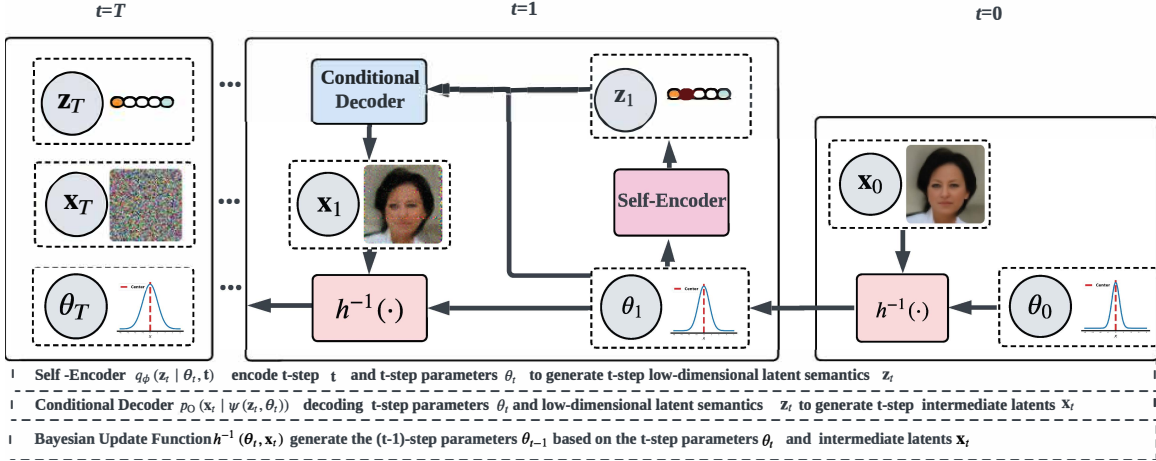 t=T
t=1
t=0
Conditional
Decoder
z_T
z_1
x_0
x_T
x_1
Self-Encoder
Center
θ_T
h⁻¹(·)
θ_1
Center
h⁻¹(·)
θ_0
Center
Self -Encoder q_ϕ(z_t | θ_t, t) encode t-step t and t-step parameters θ_t to generate t-step low-dimensional latent semantics z_t
Conditional Decoder p_O(x_t | ψ(z_t, θ_t)) decoding t-step parameters θ_t and low-dimensional latent semantics z_t to generate t-step intermediate latents x_t
Bayesian Update Function h⁻¹(θ_t, x_t) generate the (t-1)-step parameters θ_{t-1} based on the t-step parameters θ_t and intermediate latents x_t